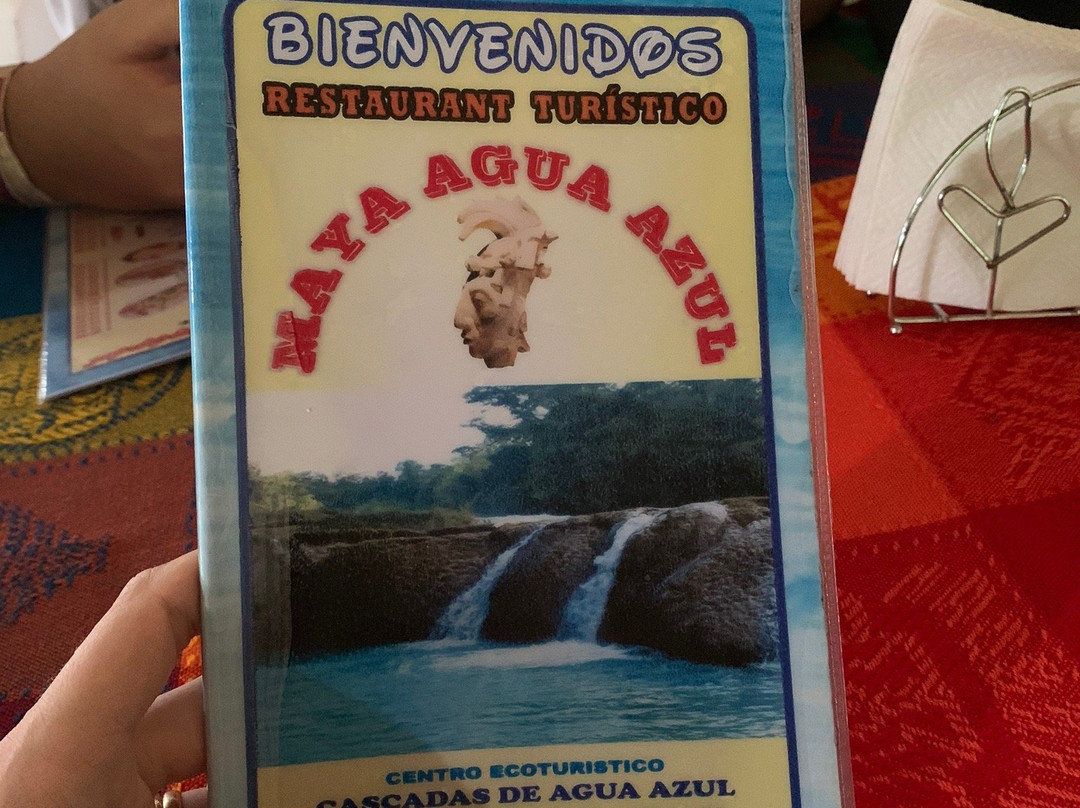 BIENVENIDOS
RESTAURANT TURÍSTICO
MAYA AGUA AZUL
CENTRO ECOTURISTICO
CASCADAS DE AGUA AZUL